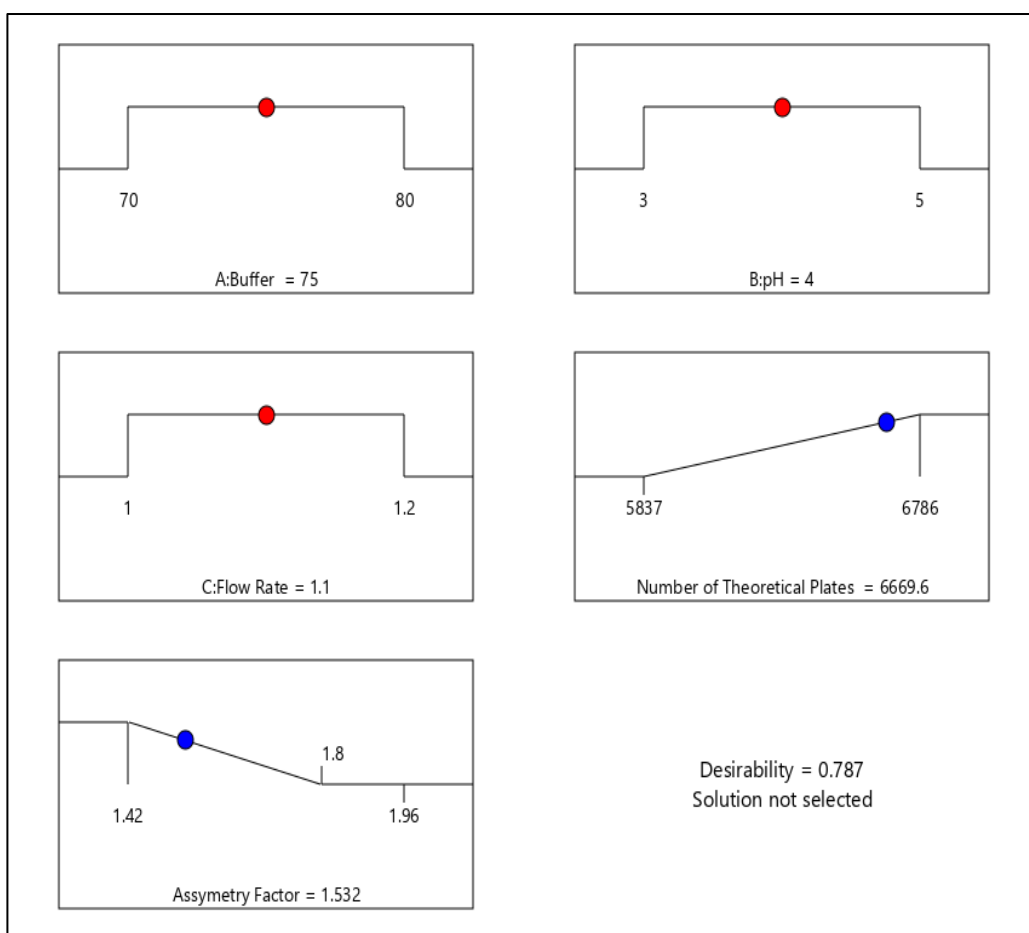 70
80
A:Buffer = 75
3
5
B:pH = 4
1
1.2
C:Flow Rate = 1.1
5837
6786
Number of Theoretical Plates = 6669.6
1.8
1.42
1.96
Assymetry Factor = 1.532
Desirability = 0.787
Solution not selected